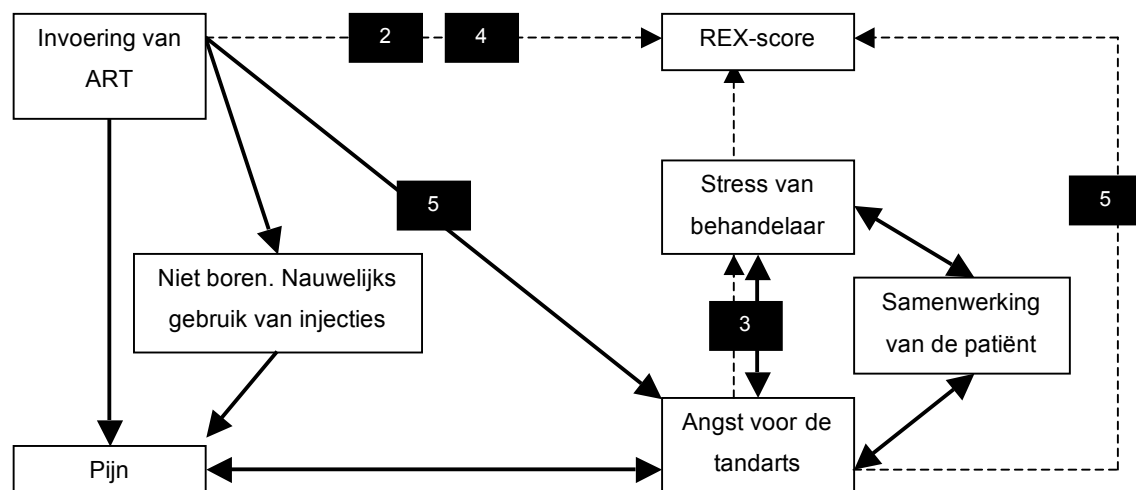 Invoering van
ART
2
4
REX-score
5
Stress van
behandelaar
5
Niet boren. Nauwelijks
gebruik van injecties
3
Samenwerking
van de patiënt
Pijn
Angst voor de
tandarts